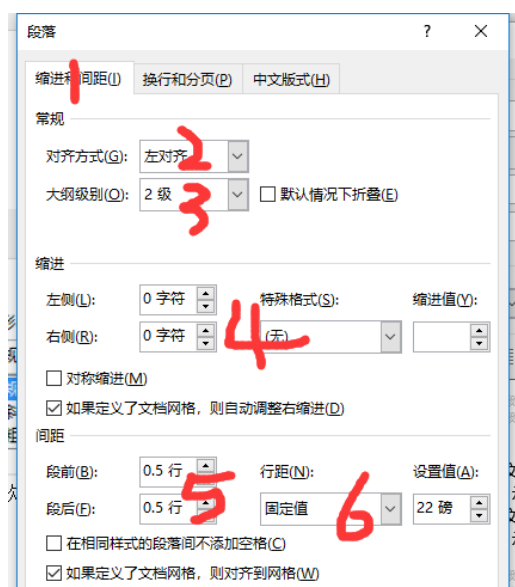 段落 ? ×
缩进和间距(I) 换行和分页(P) 中文版式(H)
1
常规
对齐方式(G): 左对齐 2
大纲级别(O): 2 级 3 默认情况下折叠(E)
缩进
左侧(L): 0 字符 特殊格式(S): 缩进值(Y):
右侧(R): 0 字符 4 (无)
对称缩进(M)
如果定义了文档网格，则自动调整右缩进(D)
间距
段前(B): 0.5 行 行距(N): 设置值(A):
段后(F): 0.5 行 5 固定值 6 22 磅
在相同样式的段落间不添加空格(C)
如果定义了文档网格，则对齐到网格(W)
次